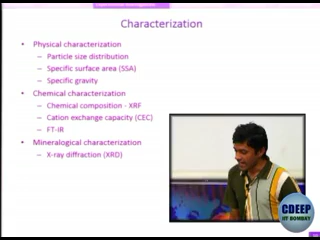 Characterization
• Physical characterization
– Particle size distribution
– Specific surface area (SSA)
– Specific gravity
• Chemical characterization
– Chemical composition - XRF
– Cation exchange capacity (CEC)
– FT-IR
• Mineralogical characterization
– X-ray diffraction (XRD)
CDEEP
IIT BOMBAY